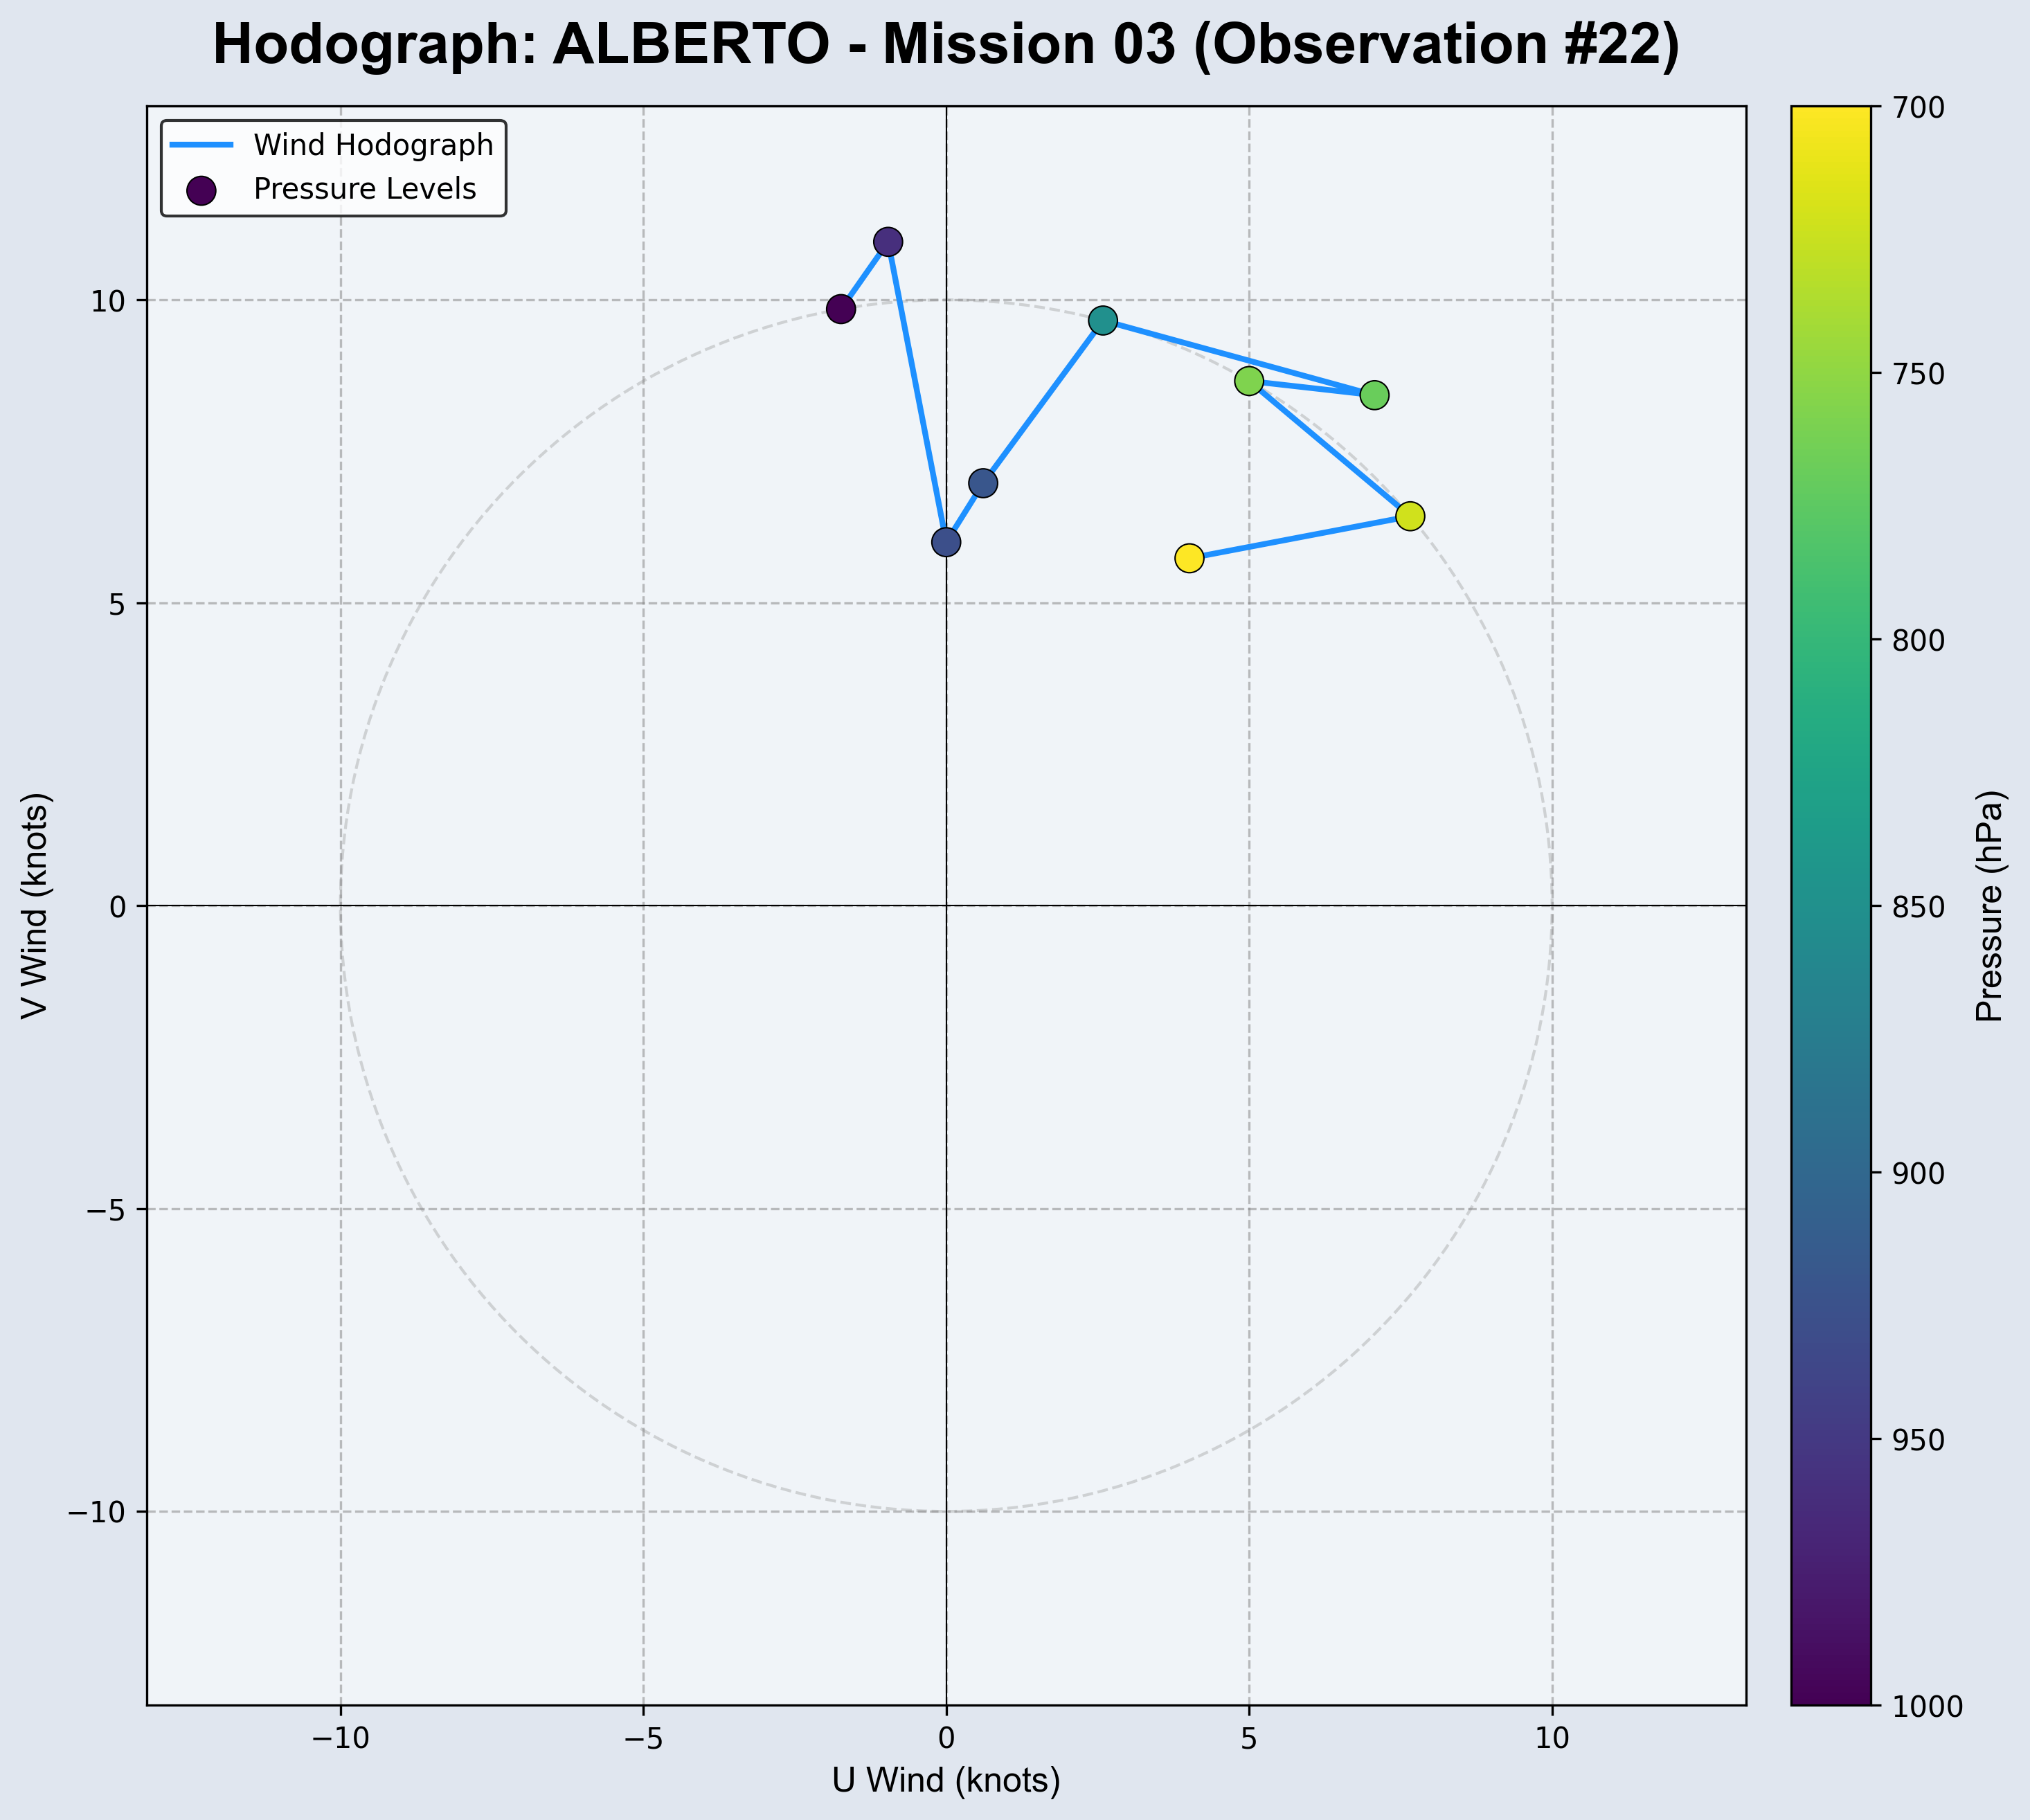 Hodograph: ALBERTO - Mission 03 (Observation #22)
Wind Hodograph
Pressure Levels
10
5
0
−5
−10
V Wind (knots)
−10
−5
0
5
10
U Wind (knots)
700
750
800
850
900
950
1000
Pressure (hPa)